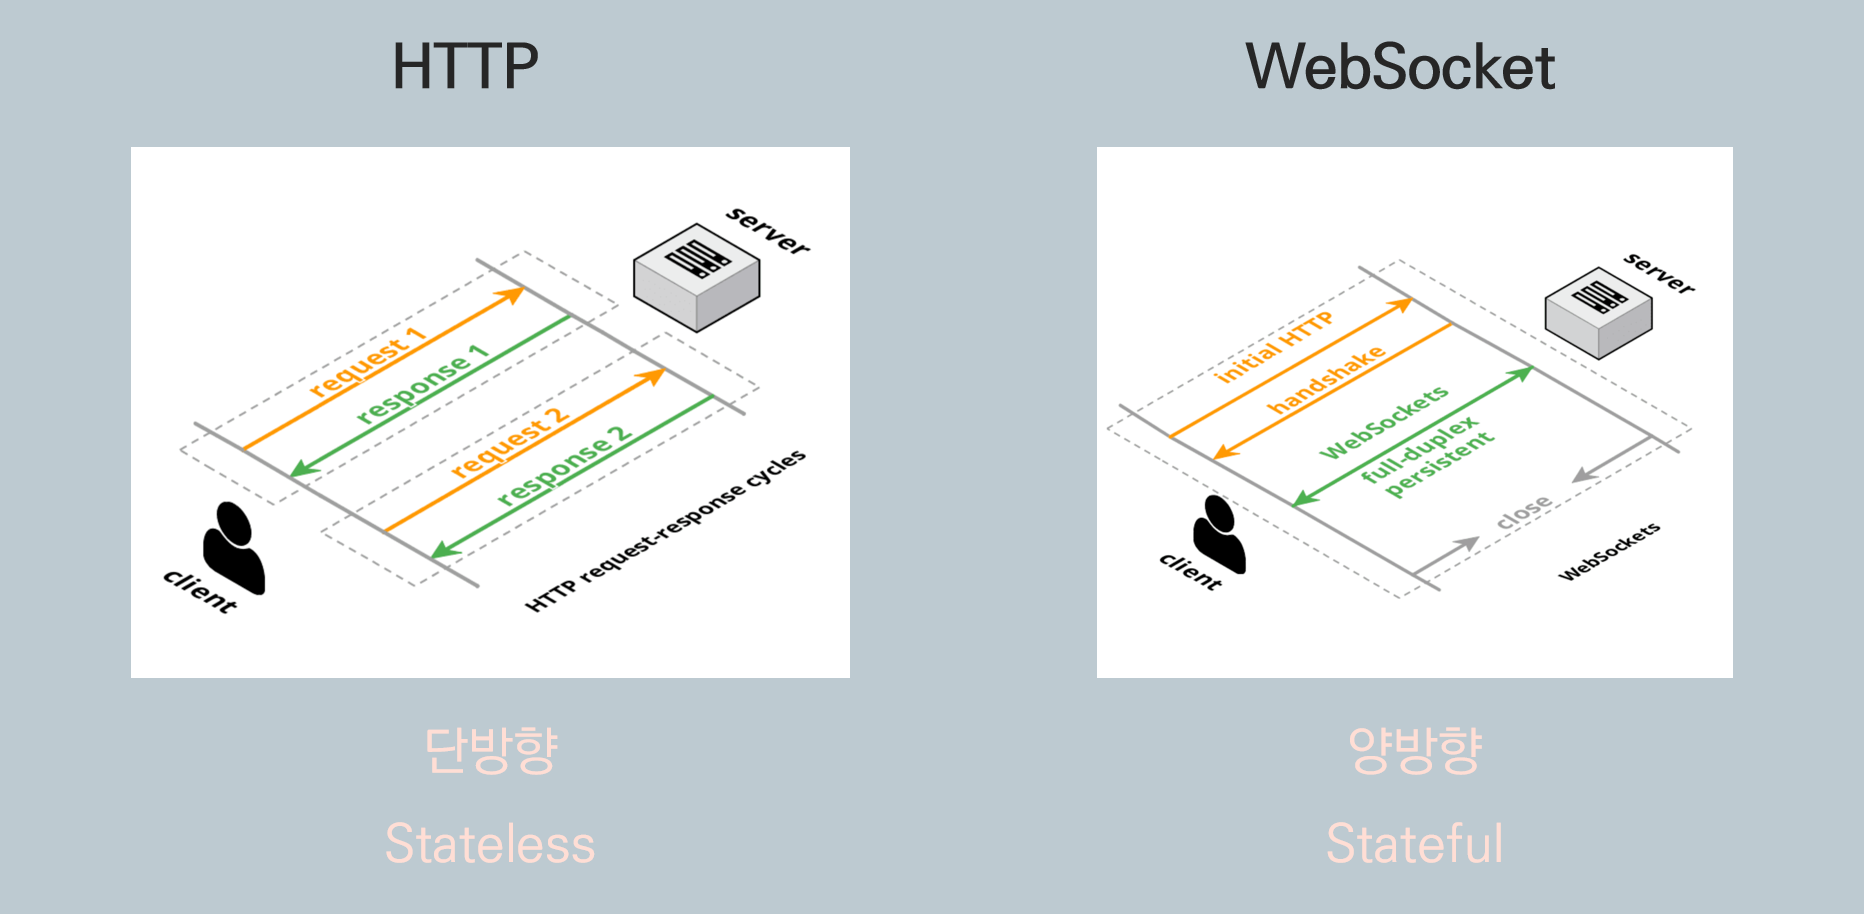 HTTP
server
request 1
response 1
request 2
response 2
client
HTTP request-response cycles
단방향
Stateless
WebSocket
server
initial HTTP
handshake
WebSockets
full-duplex
persistent
close
client
WebSockets
양방향
Stateful